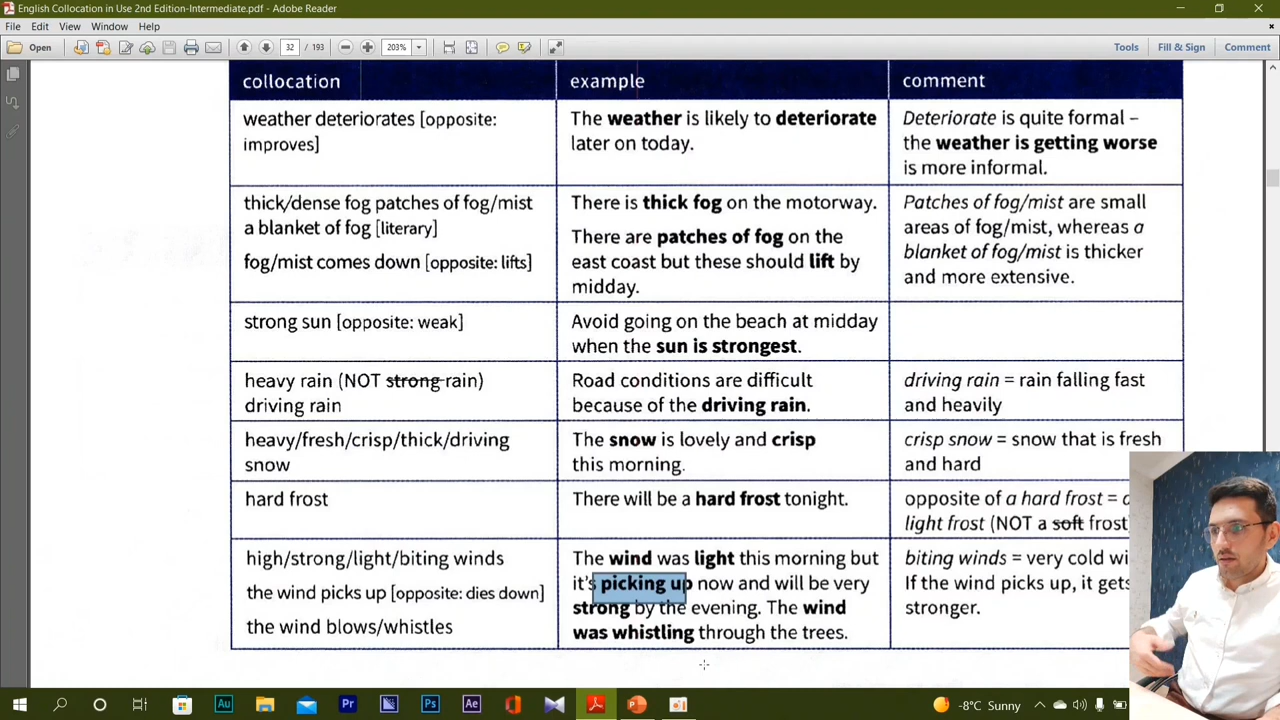 English Collocation in Use 2nd Edition-Intermediate.pdf - Adobe Reader
File Edit View Window Help
Open 32 / 193 203% Tools Fill & Sign Comment
collocation example comment
weather deteriorates [opposite:
improves]
The weather is likely to deteriorate
later on today.
Deteriorate is quite formal –
the weather is getting worse
is more informal.
thick/dense fog patches of fog/mist
a blanket of fog [literary]
fog/mist comes down [opposite: lifts]
There is thick fog on the motorway.
There are patches of fog on the
east coast but these should lift by
midday.
Patches of fog/mist are small
areas of fog/mist, whereas a
blanket of fog/mist is thicker
and more extensive.
strong sun [opposite: weak]
Avoid going on the beach at midday
when the sun is strongest.
heavy rain (NOT strong rain)
driving rain
Road conditions are difficult
because of the driving rain.
driving rain = rain falling fast
and heavily
heavy/fresh/crisp/thick/driving
snow
The snow is lovely and crisp
this morning.
crisp snow = snow that is fresh
and hard
hard frost
There will be a hard frost tonight.
opposite of a hard frost =
light frost (NOT a soft frost
high/strong/light/biting winds
the wind picks up [opposite: dies down]
the wind blows/whistles
The wind was light this morning but
it's picking up now and will be very
strong by the evening. The wind
was whistling through the trees.
biting winds = very cold wi
If the wind picks up, it gets
stronger.
Au Pr Ps Ae P
-8°C Sunny